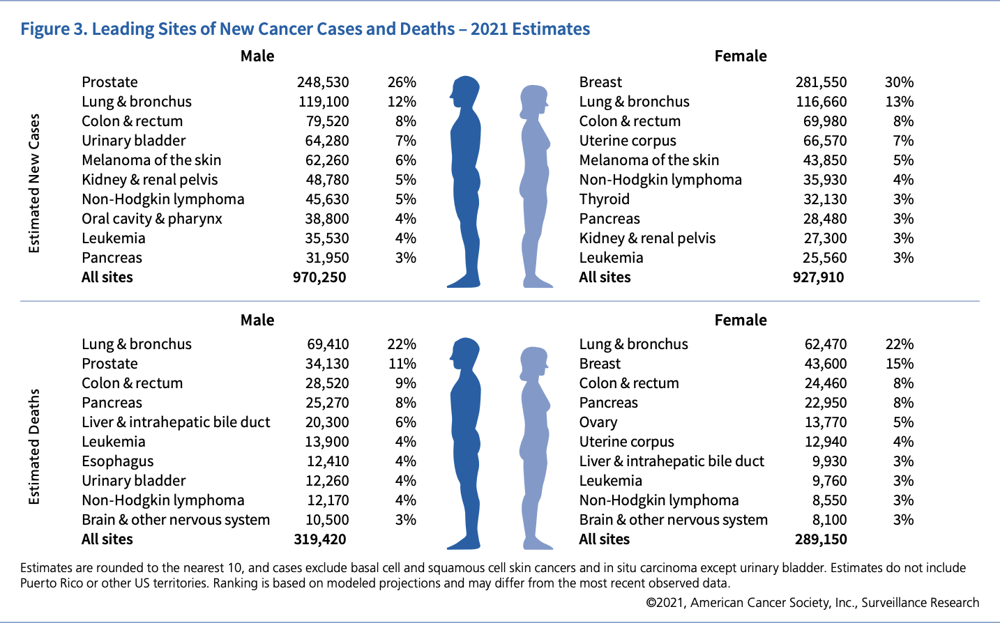 Figure 3. Leading Sites of New Cancer Cases and Deaths – 2021 Estimates
Estimated New Cases
Male
Prostate 248,530 26%
Lung & bronchus 119,100 12%
Colon & rectum 79,520 8%
Urinary bladder 64,280 7%
Melanoma of the skin 62,260 6%
Kidney & renal pelvis 48,780 5%
Non-Hodgkin lymphoma 45,630 5%
Oral cavity & pharynx 38,800 4%
Leukemia 35,530 4%
Pancreas 31,950 3%
All sites 970,250
Female
Breast 281,550 30%
Lung & bronchus 116,660 13%
Colon & rectum 69,980 8%
Uterine corpus 66,570 7%
Melanoma of the skin 43,850 5%
Non-Hodgkin lymphoma 35,930 4%
Thyroid 32,130 3%
Pancreas 28,480 3%
Kidney & renal pelvis 27,300 3%
Leukemia 25,560 3%
All sites 927,910
Estimated Deaths
Male
Lung & bronchus 69,410 22%
Prostate 34,130 11%
Colon & rectum 28,520 9%
Pancreas 25,270 8%
Liver & intrahepatic bile duct 20,300 6%
Leukemia 13,900 4%
Esophagus 12,410 4%
Urinary bladder 12,260 4%
Non-Hodgkin lymphoma 12,170 4%
Brain & other nervous system 10,500 3%
All sites 319,420
Female
Lung & bronchus 62,470 22%
Breast 43,600 15%
Colon & rectum 24,460 8%
Pancreas 22,950 8%
Ovary 13,770 5%
Uterine corpus 12,940 4%
Liver & intrahepatic bile duct 9,930 3%
Leukemia 9,760 3%
Non-Hodgkin lymphoma 8,550 3%
Brain & other nervous system 8,100 3%
All sites 289,150
Estimates are rounded to the nearest 10, and cases exclude basal cell and squamous cell skin cancers and in situ carcinoma except urinary bladder. Estimates do not include
Puerto Rico or other US territories. Ranking is based on modeled projections and may differ from the most recent observed data.
©2021, American Cancer Society, Inc., Surveillance Research